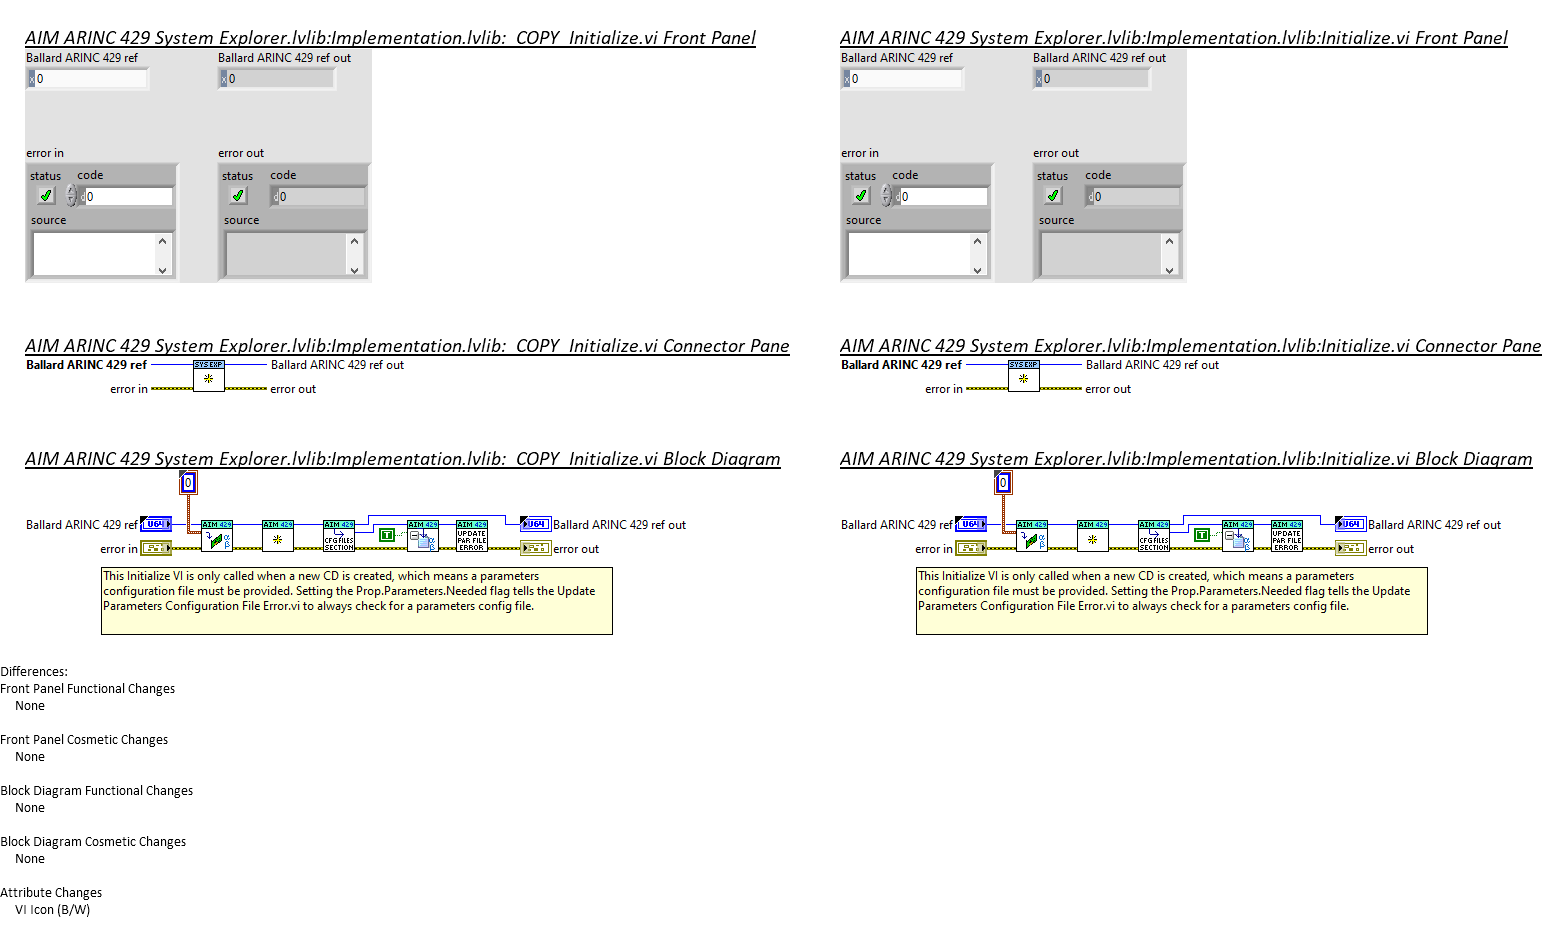 AIM ARINC 429 System Explorer.lvlib:Implementation.lvlib:_COPY_Initialize.vi Front Panel
Ballard ARINC 429 ref
Ballard ARINC 429 ref out
x 0
x 0
error in
error out
status
code
status
code
d 0
d 0
source
source
AIM ARINC 429 System Explorer.lvlib:Implementation.lvlib:Initialize.vi Front Panel
Ballard ARINC 429 ref
Ballard ARINC 429 ref out
x 0
x 0
error in
error out
status
code
status
code
d 0
d 0
source
source
AIM ARINC 429 System Explorer.lvlib:Implementation.lvlib:_COPY_Initialize.vi Connector Pane
Ballard ARINC 429 ref
SYS EXP
Ballard ARINC 429 ref out
error in
error out
AIM ARINC 429 System Explorer.lvlib:Implementation.lvlib:Initialize.vi Connector Pane
Ballard ARINC 429 ref
SYS EXP
Ballard ARINC 429 ref out
error in
error out
AIM ARINC 429 System Explorer.lvlib:Implementation.lvlib:_COPY_Initialize.vi Block Diagram
0
Ballard ARINC 429 ref
U64
AIM 429
AIM 429
AIM 429
AIM 429
AIM 429
U64
Ballard ARINC 429 ref out
α
β
CFG FILES
SECTION
T
α
β
UPDATE
PAR FILE
ERROR
error in
error out
This Initialize VI is only called when a new CD is created, which means a parameters
configuration file must be provided. Setting the Prop.Parameters.Needed flag tells the Update
Parameters Configuration File Error.vi to always check for a parameters config file.
AIM ARINC 429 System Explorer.lvlib:Implementation.lvlib:Initialize.vi Block Diagram
0
Ballard ARINC 429 ref
U64
AIM 429
AIM 429
AIM 429
AIM 429
AIM 429
U64
Ballard ARINC 429 ref out
α
β
CFG FILES
SECTION
T
α
β
UPDATE
PAR FILE
ERROR
error in
error out
This Initialize VI is only called when a new CD is created, which means a parameters
configuration file must be provided. Setting the Prop.Parameters.Needed flag tells the Update
Parameters Configuration File Error.vi to always check for a parameters config file.
Differences:
Front Panel Functional Changes
None
Front Panel Cosmetic Changes
None
Block Diagram Functional Changes
None
Block Diagram Cosmetic Changes
None
Attribute Changes
VI Icon (B/W)